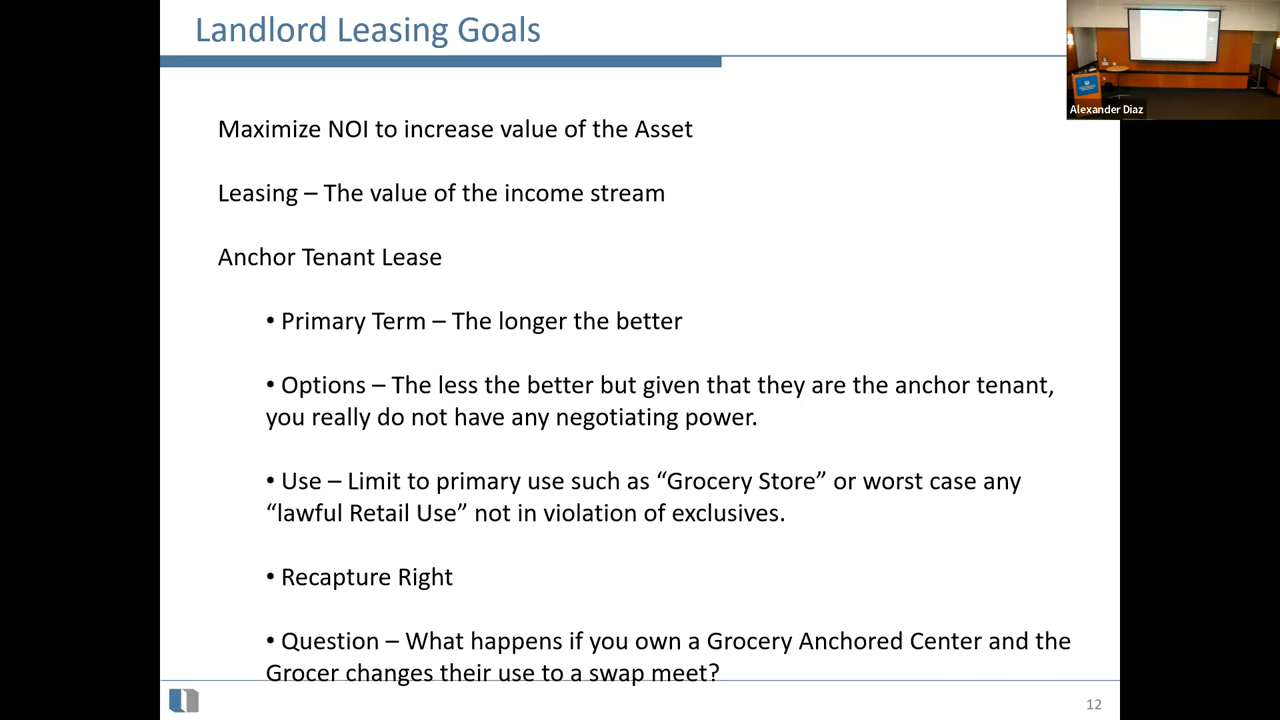 Landlord Leasing Goals
Alexander Diaz
Maximize NOI to increase value of the Asset
Leasing – The value of the income stream
Anchor Tenant Lease
• Primary Term – The longer the better
• Options – The less the better but given that they are the anchor tenant,
you really do not have any negotiating power.
• Use – Limit to primary use such as “Grocery Store” or worst case any
“lawful Retail Use” not in violation of exclusives.
• Recapture Right
• Question – What happens if you own a Grocery Anchored Center and the
Grocer changes their use to a swap meet?
12